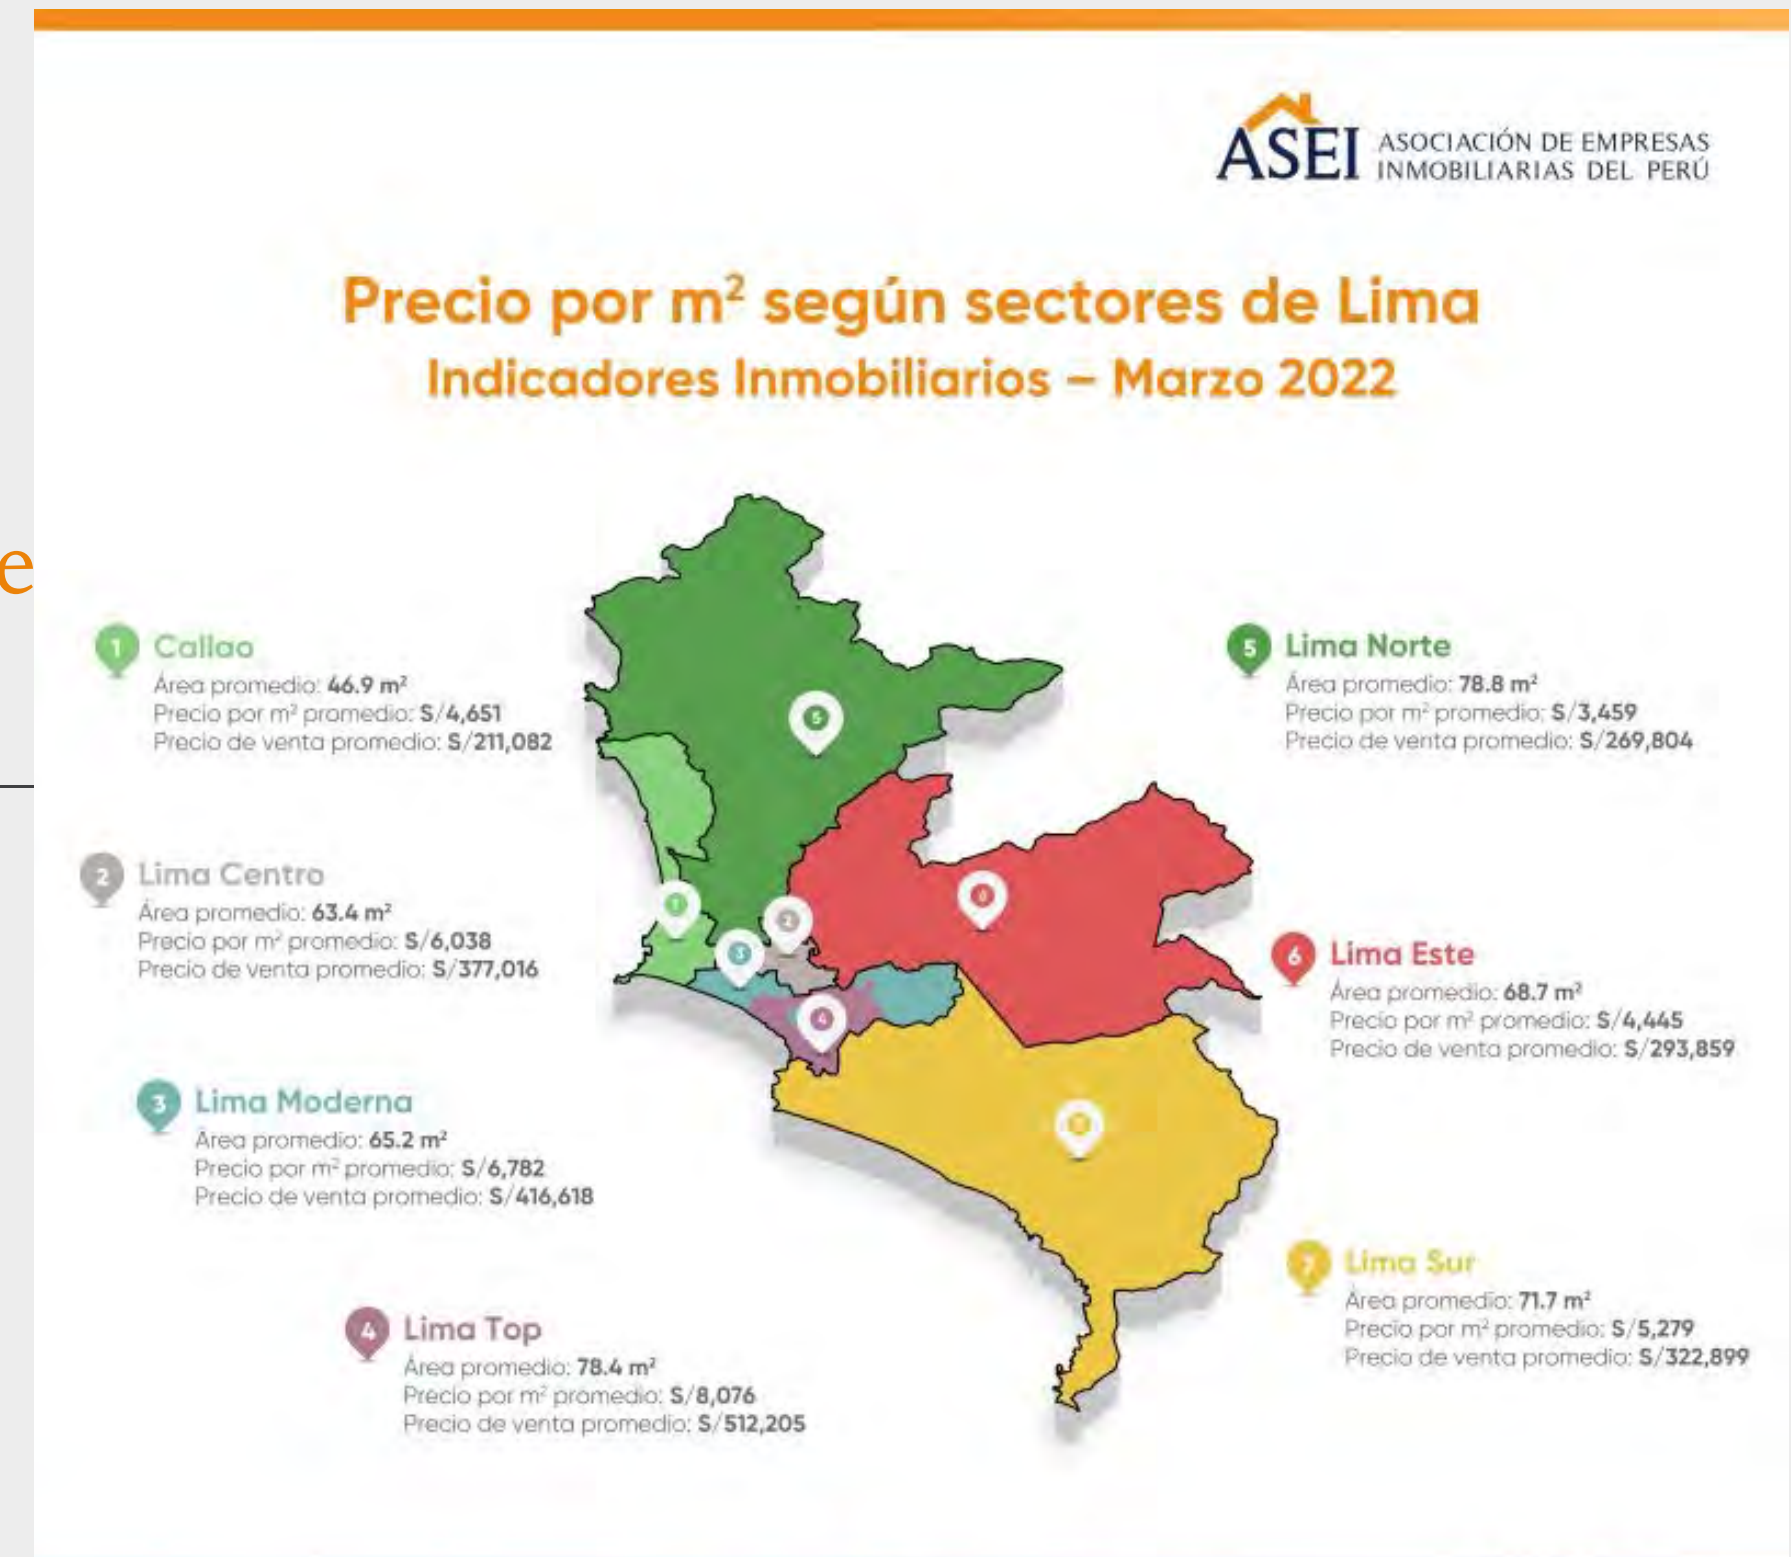 ASEI ASOCIACIÓN DE EMPRESAS
INMOBILIARIAS DEL PERÚ
Precio por m² según sectores de Lima
Indicadores Inmobiliarios – Marzo 2022
e
1 Callao
Área promedio: 46.9 m²
Precio por m² promedio: S/4,651
Precio de venta promedio: S/211,082
2 Lima Centro
Área promedio: 63.4 m²
Precio por m² promedio: S/6,038
Precio de venta promedio: S/377,016
3 Lima Moderna
Área promedio: 65.2 m²
Precio por m² promedio: S/6,782
Precio de venta promedio: S/416,618
4 Lima Top
Área promedio: 78.4 m²
Precio por m² promedio: S/8,076
Precio de venta promedio: S/512,205
5
1
2
3
4
6
5 Lima Norte
Área promedio: 78.8 m²
Precio por m² promedio: S/3,459
Precio de venta promedio: S/269,804
6 Lima Este
Área promedio: 68.7 m²
Precio por m² promedio: S/4,445
Precio de venta promedio: S/293,859
7 Lima Sur
Área promedio: 71.7 m²
Precio por m² promedio: S/5,279
Precio de venta promedio: S/322,899